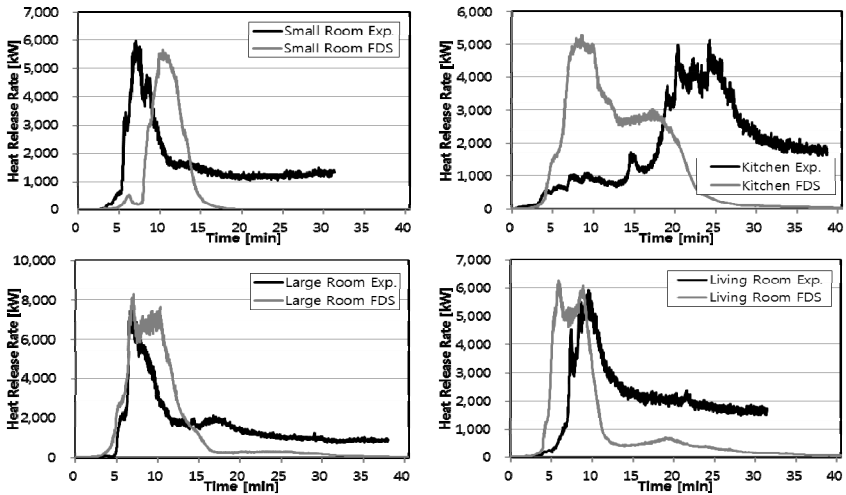 7,000
6,000
5,000
4,000
3,000
2,000
1,000
0
Heat Release Rate [kW]
Small Room Exp.
Small Room FDS
0 5 10 15 20 25 30 35 40
Time [min]
6,000
5,000
4,000
3,000
2,000
1,000
0
Heat Release Rate [kW]
Kitchen Exp.
Kitchen FDS
0 5 10 15 20 25 30 35 40
Time [min]
10,000
8,000
6,000
4,000
2,000
0
Heat Release Rate [kW]
Large Room Exp.
Large Room FDS
0 5 10 15 20 25 30 35 40
Time [min]
7,000
6,000
5,000
4,000
3,000
2,000
1,000
0
Heat Release Rate [kW]
Living Room Exp.
Living Room FDS
0 5 10 15 20 25 30 35 40
Time [min]